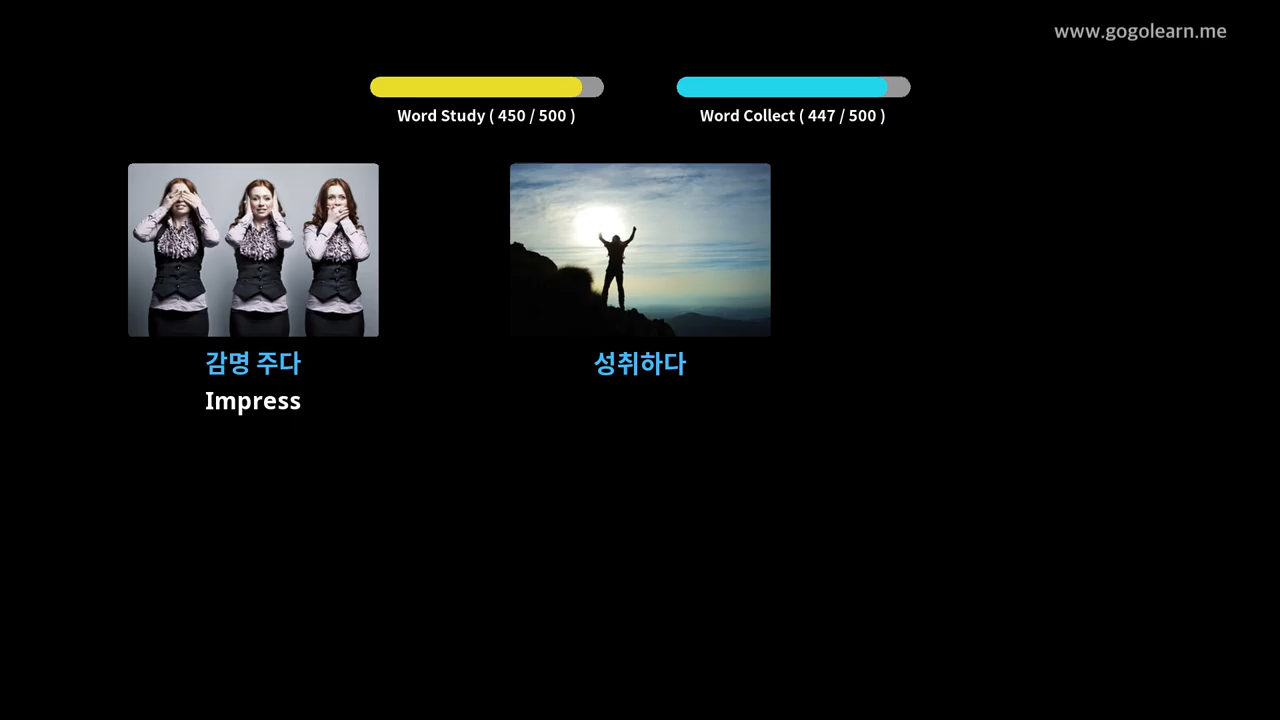 www.gogolearn.me
Word Study ( 450 / 500 )
Word Collect ( 447 / 500 )
감명 주다
Impress
성취하다